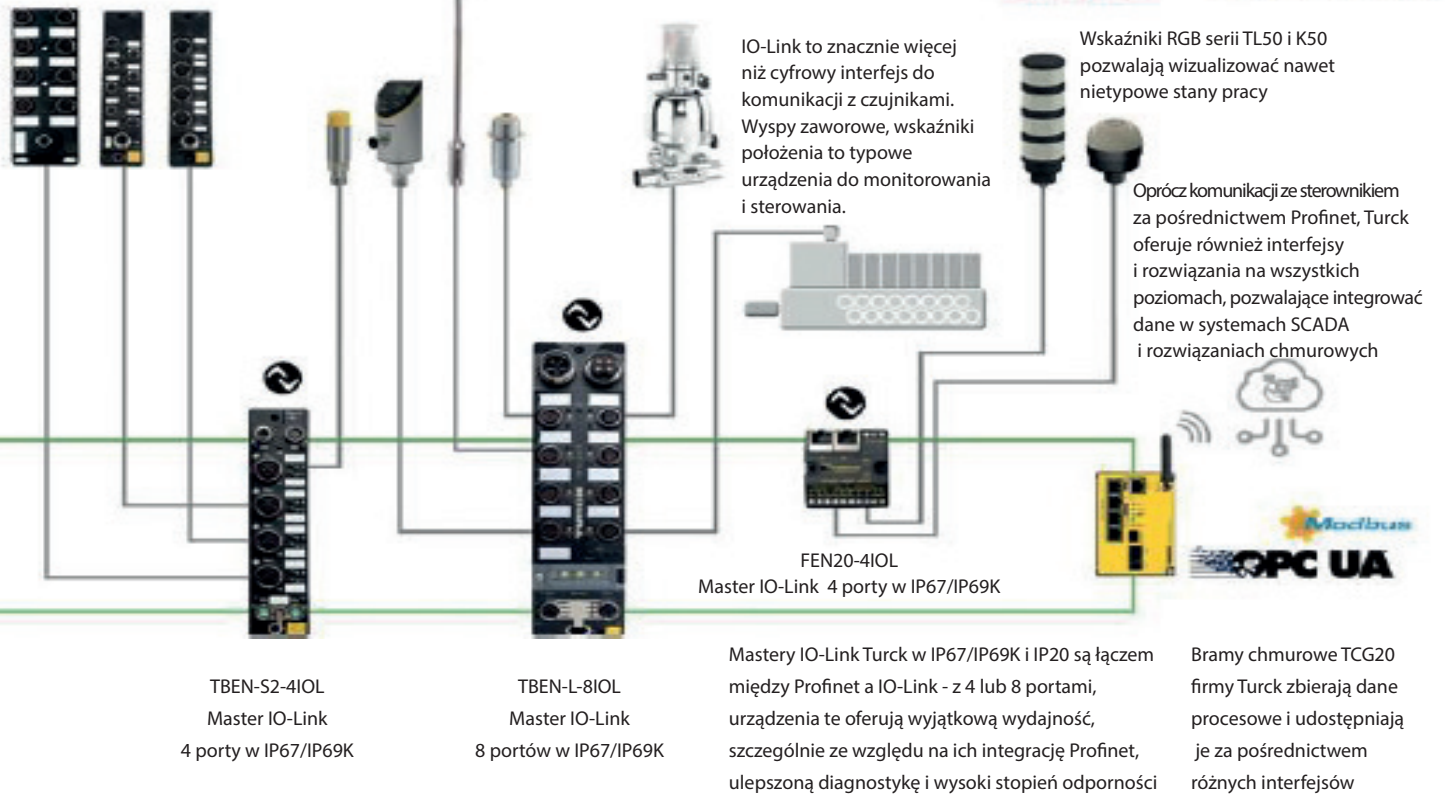 IO-Link to znacznie więcej
niż cyfrowy interfejs do
komunikacji z czujnikami.
Wyspy zaworowe, wskaźniki
położenia to typowe
urządzenia do monitorowania
i sterowania.
Wskaźniki RGB serii TL50 i K50
pozwalają wizualizować nawet
nietypowe stany pracy
Oprócz komunikacji ze sterownikiem
za pośrednictwem Profinet, Turck
oferuje również interfejsy
i rozwiązania na wszystkich
poziomach, pozwalające integrować
dane w systemach SCADA
i rozwiązaniach chmurowych
Modbus
OPC UA
FEN20-4IOL
Master IO-Link 4 porty w IP67/IP69K
TBEN-S2-4IOL
Master IO-Link
4 porty w IP67/IP69K
TBEN-L-8IOL
Master IO-Link
8 portów w IP67/IP69K
Mastery IO-Link Turck w IP67/IP69K i IP20 są łączem
między Profinet a IO-Link - z 4 lub 8 portami,
urządzenia te oferują wyjątkową wydajność,
szczególnie ze względu na ich integrację Profinet,
ulepszoną diagnostykę i wysoki stopień odporności
Bramy chmurowe TCG20
firmy Turck zbierają dane
procesowe i udostępniają
je za pośrednictwem
różnych interfejsów